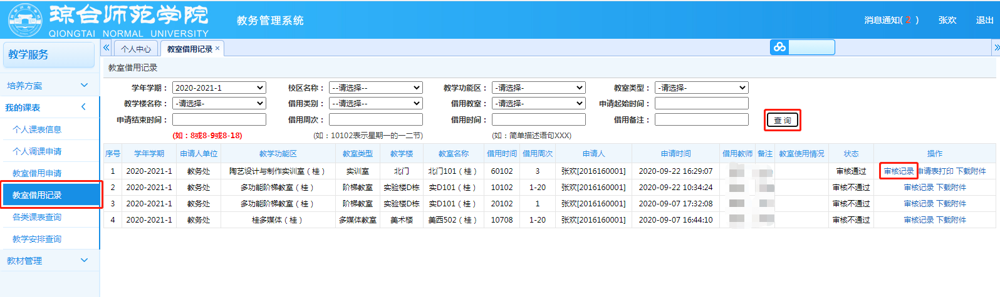 琼台师范学院
QIONGTAI NORMAL UNIVERSITY
教务管理系统
消息通知( 2 ) 张欢 退出
教学服务
培养方案
我的课表
个人课表信息
个人调课申请
教室借用申请
教室借用记录
各类课表查询
教学安排查询
教材管理
个人中心 教室借用记录 ×
教室借用记录
学年学期： 2020-2021-1 校区名称： --请选择-- 教学功能区： -请选择- 教室类型： -请选择-
教学楼名称： -请选择- 借用类别： --请选择-- 借用教室： -请选择- 申请起始时间：
申请结束时间： 借用周次： 借用时间： 借用备注： 查 询
(如：8或8-9或8-18) (如：10102表示星期一的一二节) (如：简单描述语句XXX)
序号 学年学期 申请人单位 教学功能区 教室类型 教学楼 教室名称 借用时间 借用周次 申请人 申请时间 借用教师 备注 教室使用情况 状态 操作
1 2020-2021-1 教务处 陶艺设计与制作实训室（桂） 实训室 北门 北门101（桂） 60102 3 张欢[2016160001] 2020-09-22 16:29:07 审核通过 审核记录 申请表打印 下载附件
2 2020-2021-1 教务处 多功能阶梯教室（桂） 阶梯教室 实验楼D栋 实D101（桂） 10102 1-20 张欢[2016160001] 2020-09-22 10:34:24 审核不通过 审核记录 下载附件
3 2020-2021-1 教务处 多功能阶梯教室（桂） 阶梯教室 实验楼D栋 实D101（桂） 20102 1 张欢[2016160001] 2020-09-07 17:32:08 审核不通过 审核记录 下载附件
4 2020-2021-1 教务处 桂多媒体（桂） 多媒体教室 美术楼 美西502（桂） 10708 1-20 张欢[2016160001] 2020-09-07 16:44:10 审核不通过 审核记录 下载附件